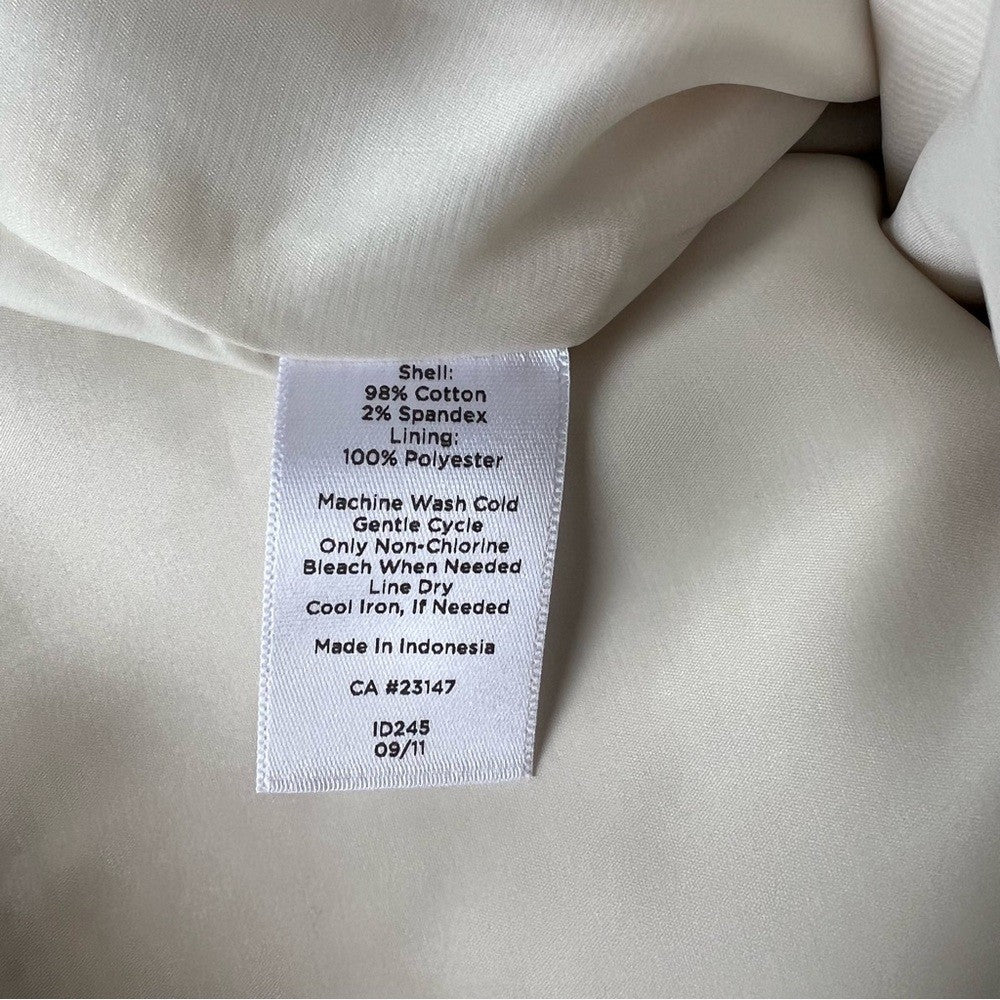 Shell:
98% Cotton
2% Spandex
Lining:
100% Polyester
Machine Wash Cold
Gentle Cycle
Only Non-Chlorine
Bleach When Needed
Line Dry
Cool Iron, If Needed
Made In Indonesia
CA #23147
ID245
09/11